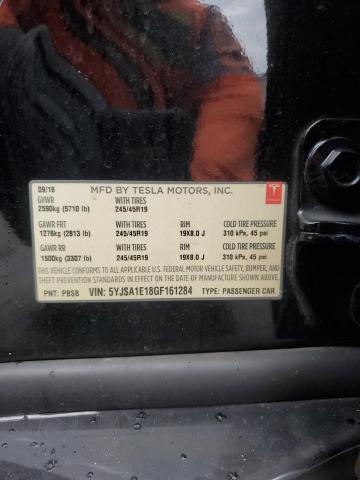 09/16 MFD BY TESLA MOTORS, INC.
GVWR WITH TIRES
2590kg (5710 lb) 245/45R19
GAWR FRT WITH TIRES RIM COLD TIRE PRESSURE
1276kg (2813 lb) 245/45R19 19X8.0 J 310 kPa, 45 psi
GAWR RR WITH TIRES RIM COLD TIRE PRESSURE
1500kg (3307 lb) 245/45R19 19X8.0 J 310 kPa, 45 psi
THIS VEHICLE CONFORMS TO ALL APPLICABLE U.S. FEDERAL MOTOR VEHICLE SAFETY, BUMPER, AND
THEFT PREVENTION STANDARDS IN EFFECT ON THE DATE OF MANUFACTURE SHOWN ABOVE.
PNT: PBSB VIN: 5YJSA1E18GF161284 TYPE: PASSENGER CAR